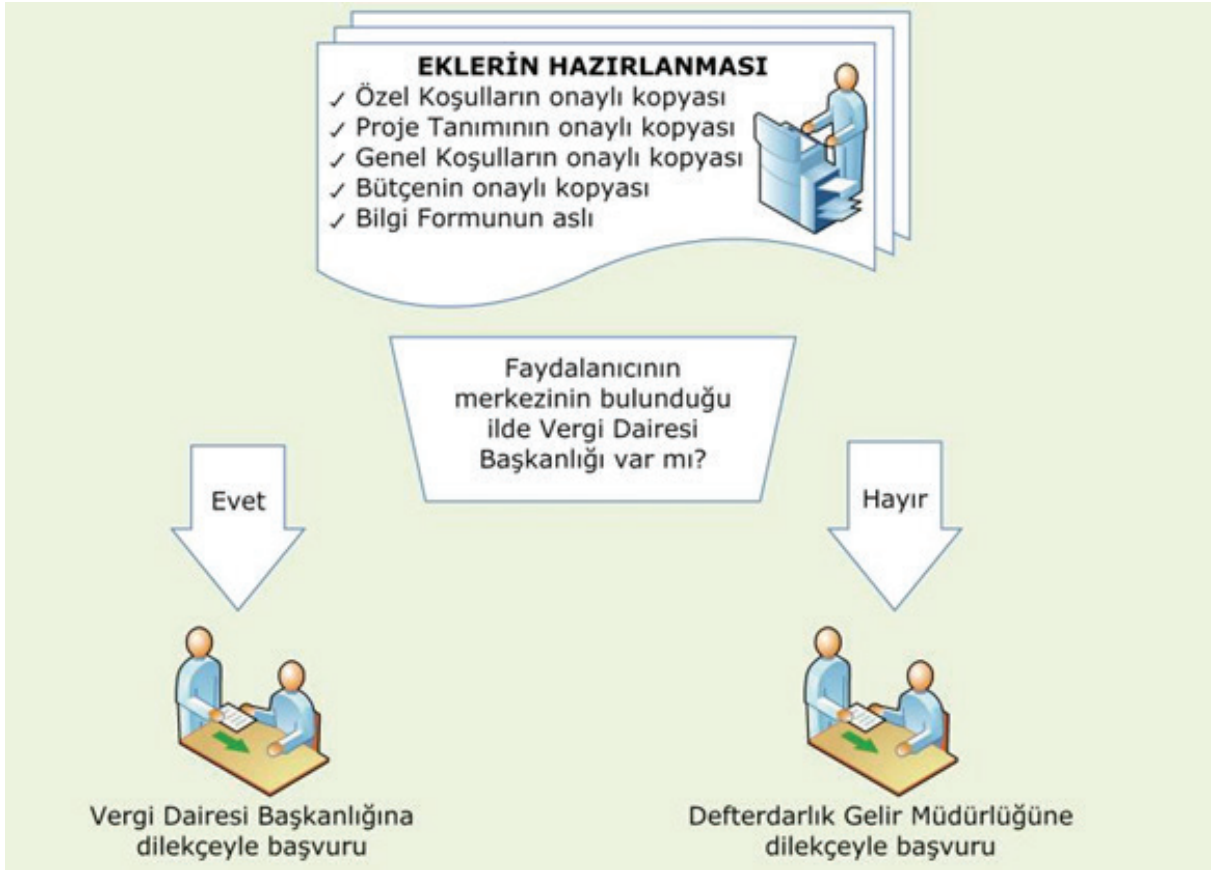 EKLERİN HAZIRLANMASI
✓ Özel Koşulların onaylı kopyası
✓ Proje Tanımının onaylı kopyası
✓ Genel Koşulların onaylı kopyası
✓ Bütçenin onaylı kopyası
✓ Bilgi Formunun aslı
Faydalanıcının
merkezinin bulunduğu
ilde Vergi Dairesi
Başkanlığı var mı?
Evet
Hayır
Vergi Dairesi Başkanlığına
dilekçeyle başvuru
Defterdarlık Gelir Müdürlüğüne
dilekçeyle başvuru